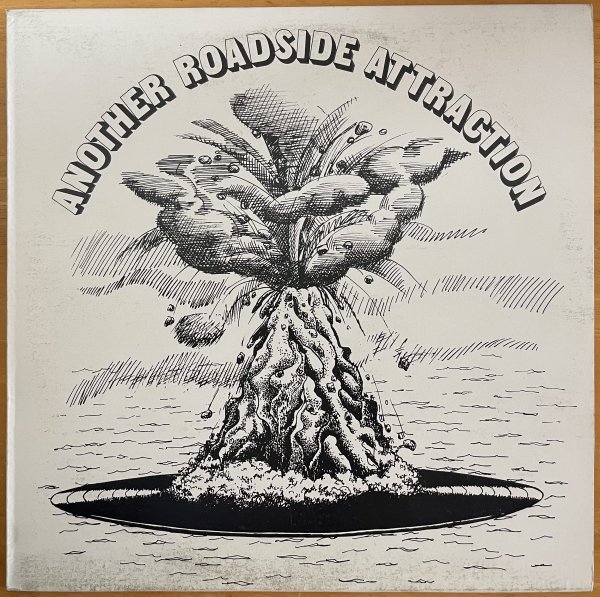 ANOTHER ROADSIDE ATTRACTION